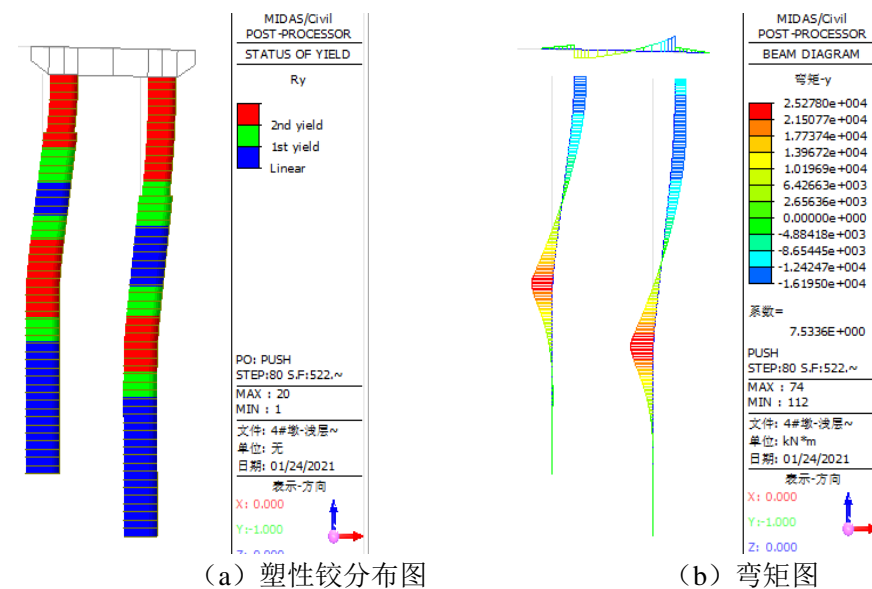 MIDAS/Civil
POST-PROCESSOR
STATUS OF YIELD
Ry
2nd yield
1st yield
Linear
PO: PUSH
STEP:80 S.F:522.~
MAX : 20
MIN : 1
文件: 4#墩-浅层~
单位: 无
日期: 01/24/2021
表示-方向
X: 0.000
Y:-1.000
Z: 0.000
MIDAS/Civil
POST-PROCESSOR
BEAM DIAGRAM
弯矩-y
2.52780e+004
2.15077e+004
1.77374e+004
1.39672e+004
1.01969e+004
6.42663e+003
2.65636e+003
0.00000e+000
-4.88418e+003
-8.65445e+003
-1.24247e+004
-1.61950e+004
系数=
7.5336E+000
PUSH
STEP:80 S.F:522.~
MAX : 74
MIN : 112
文件: 4#墩-浅层~
单位: kN*m
日期: 01/24/2021
表示-方向
X: 0.000
Y:-1.000
Z: 0.000
（a）塑性铰分布图
（b）弯矩图